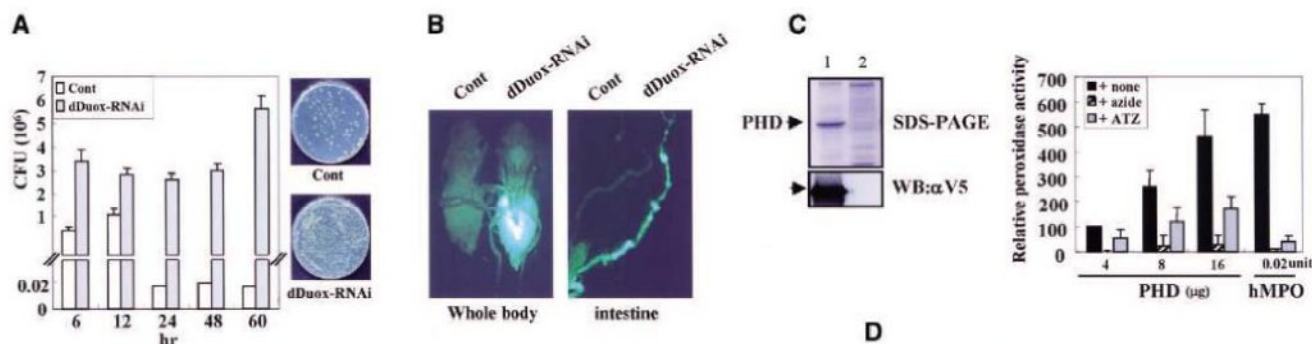 A
CFU (10⁶)
7
6
5
4
3
2
1
0.02
0
Cont
dDuox-RNAi
6 12 24 48 60
hr
Cont
dDuox-RNAi
B
Cont dDuox-RNAi Cont dDuox-RNAi
Whole body intestine
C
1 2
PHD SDS-PAGE
WB:αV5
Relative peroxidase activity
700
600
500
400
300
200
100
0
+ none
+ azide
+ ATZ
4 8 16 0.02unit
PHD (μg) hMPO
D